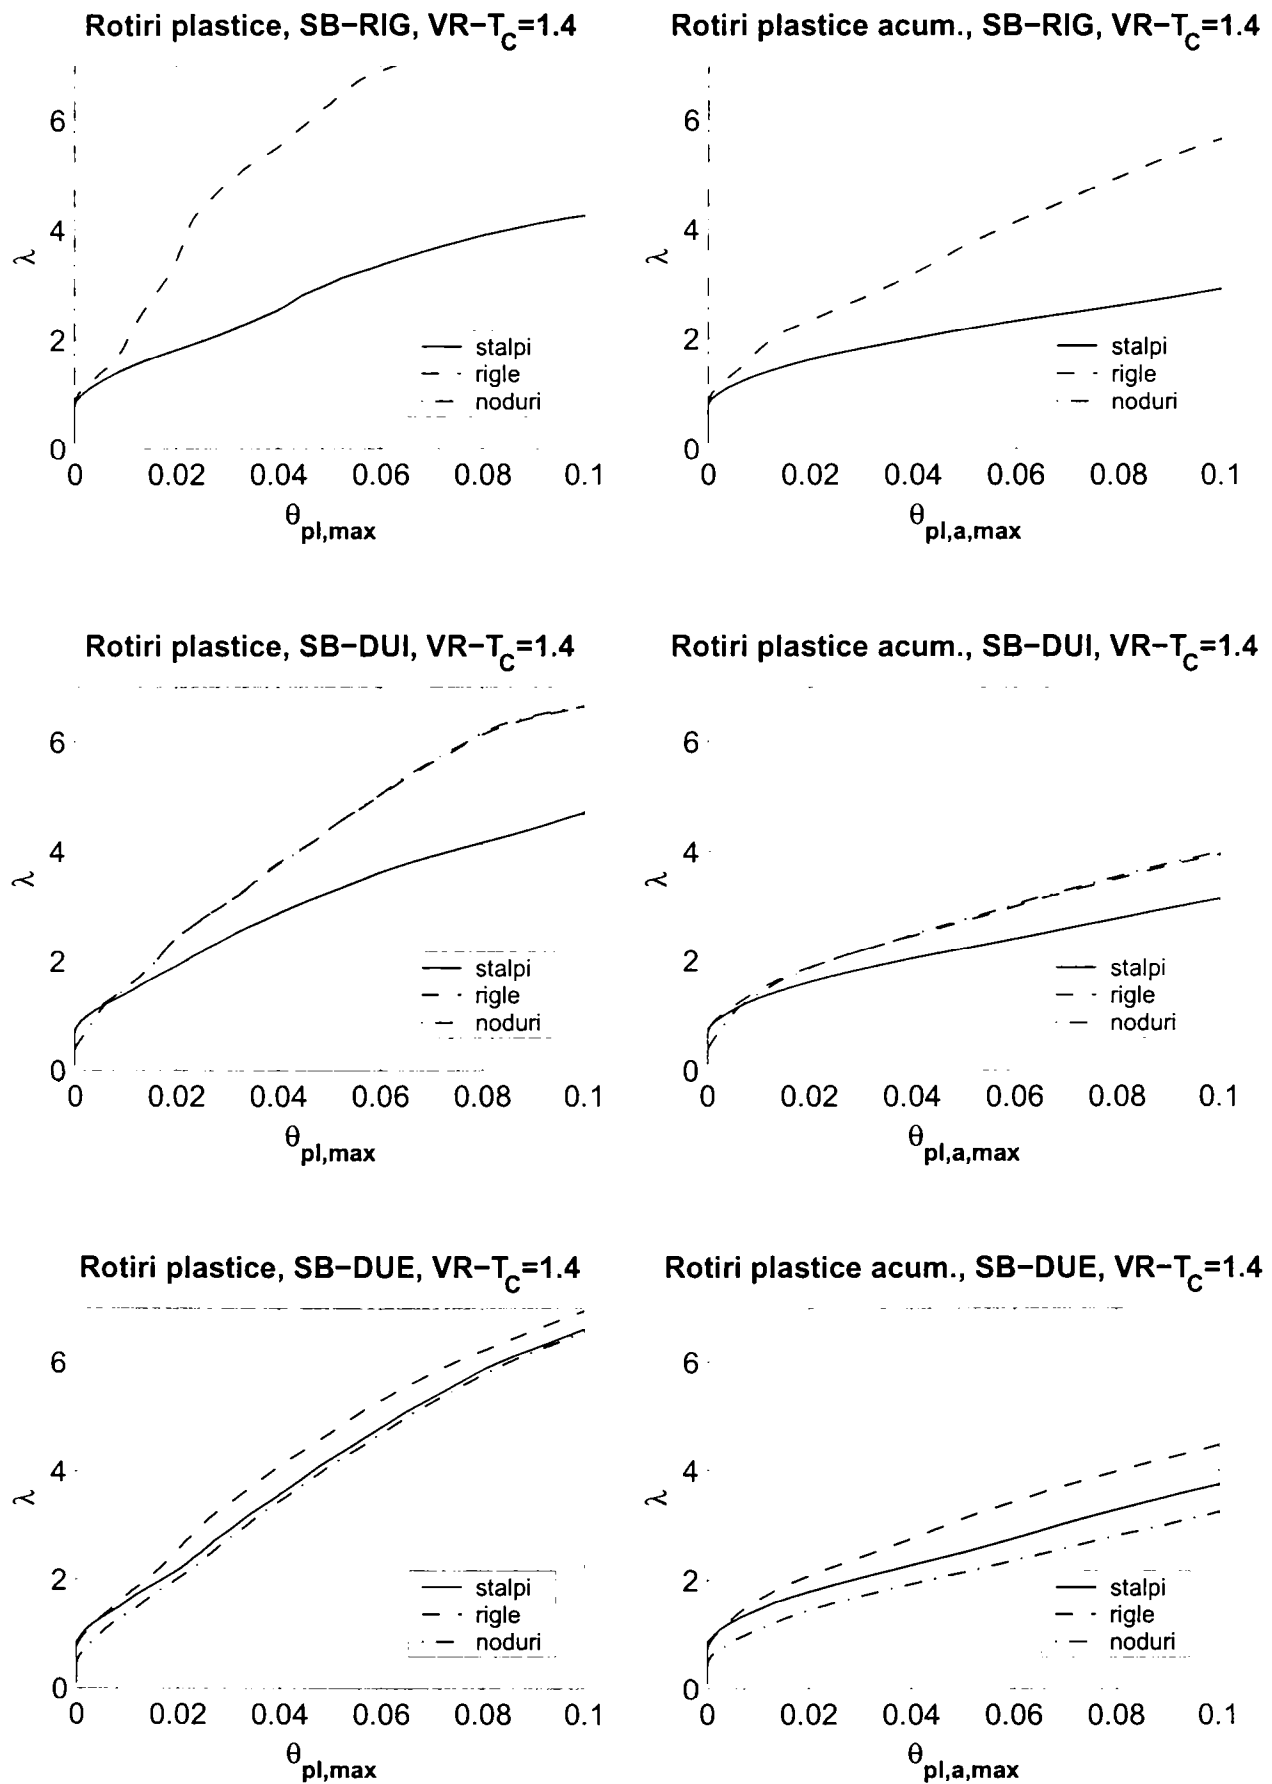 Rotiri plastice, SB−RIG, VR−T_C=1.4
6
4
2
0
λ
stalpi
rigle
noduri
0 0.02 0.04 0.06 0.08 0.1
θ_pl,max
Rotiri plastice acum., SB−RIG, VR−T_C=1.4
6
4
2
0
λ
stalpi
rigle
noduri
0 0.02 0.04 0.06 0.08 0.1
θ_pl,a,max
Rotiri plastice, SB−DUI, VR−T_C=1.4
6
4
2
0
λ
stalpi
rigle
noduri
0 0.02 0.04 0.06 0.08 0.1
θ_pl,max
Rotiri plastice acum., SB−DUI, VR−T_C=1.4
6
4
2
0
λ
stalpi
rigle
noduri
0 0.02 0.04 0.06 0.08 0.1
θ_pl,a,max
Rotiri plastice, SB−DUE, VR−T_C=1.4
6
4
2
0
λ
stalpi
rigle
noduri
0 0.02 0.04 0.06 0.08 0.1
θ_pl,max
Rotiri plastice acum., SB−DUE, VR−T_C=1.4
6
4
2
0
λ
stalpi
rigle
noduri
0 0.02 0.04 0.06 0.08 0.1
θ_pl,a,max